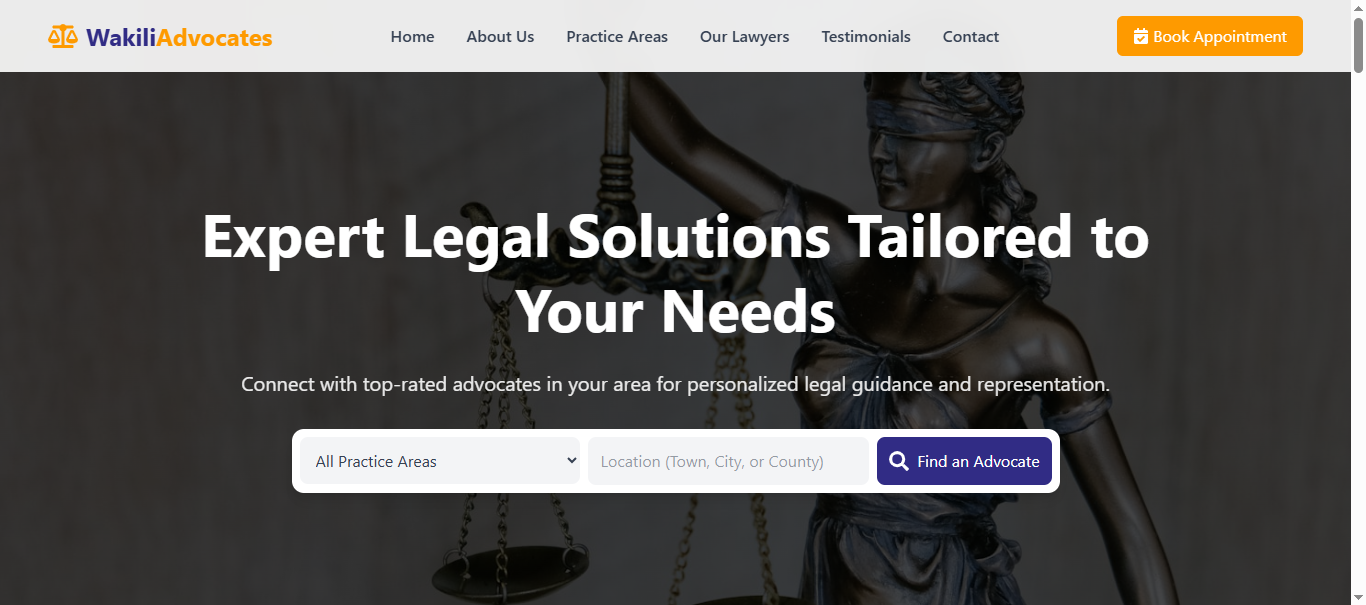 WakiliAdvocates
Home
About Us
Practice Areas
Our Lawyers
Testimonials
Contact
Book Appointment
Expert Legal Solutions Tailored to
Your Needs
Connect with top-rated advocates in your area for personalized legal guidance and representation.
All Practice Areas
Location (Town, City, or County)
Find an Advocate